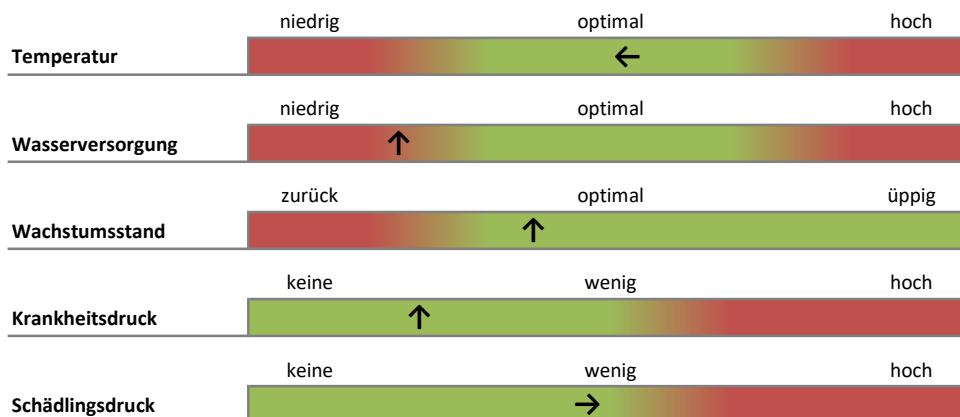 niedrig optimal hoch
Temperatur
niedrig optimal hoch
Wasserversorgung
zurück optimal üppig
Wachstumsstand
keine wenig hoch
Krankheitsdruck
keine wenig hoch
Schädlingsdruck